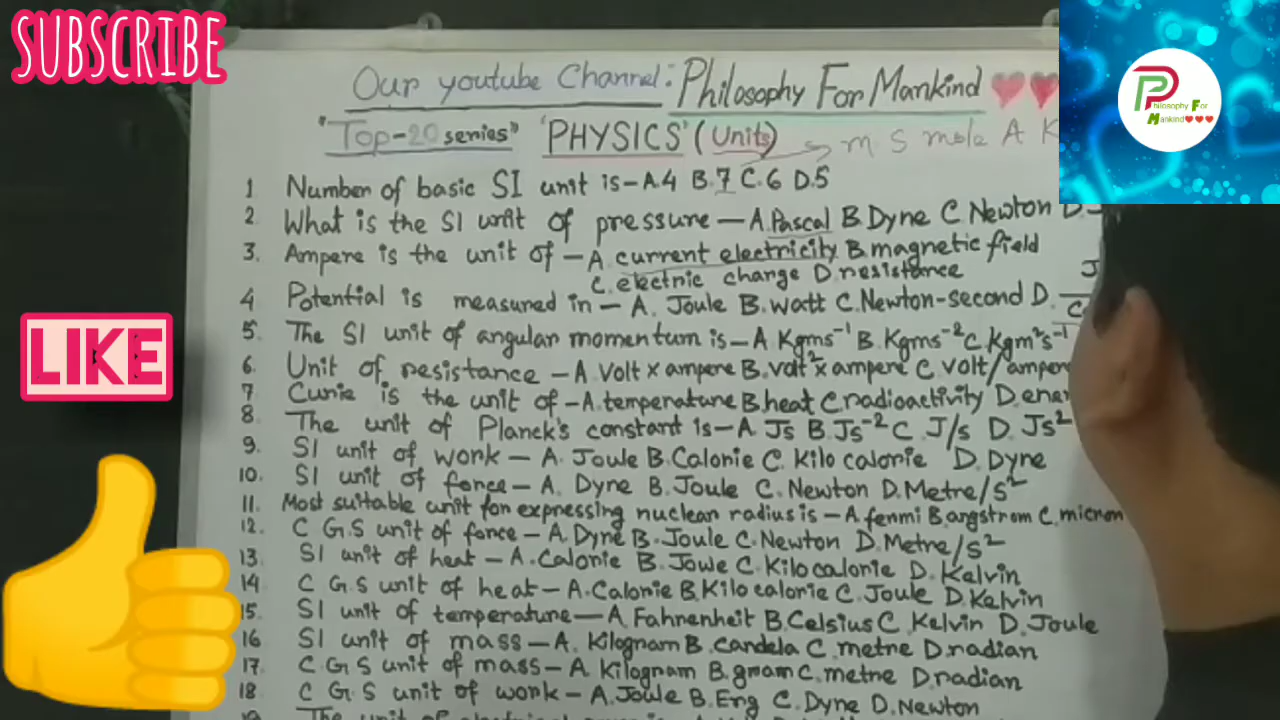 SUBSCRIBE
Our youtube Channel: Philosophy For Mankind
Philosophy For
Mankind
"Top-20 series" 'PHYSICS' (Units) m S mole A K
1. Number of basic SI unit is - A.4 B.7 C.6 D.5
2. What is the SI unit of pressure - A.Pascal B.Dyne C Newton D.
3. Ampere is the unit of - A. current electricity B.magnetic field
C. electric charge D.resistance
4. Potential is measured in - A. Joule B.watt C.Newton-second D. J
5. The SI unit of angular momentum is - A Kgms⁻¹ B. Kgms⁻² C Kgm²s⁻¹
6. Unit of resistance - A. Volt x ampere B. volt² x ampere C volt/amper
7 Curie is the unit of - A.temperature B.heat C.radioactivity D.ener
8. The unit of Planck's constant is - A. Js B. Js⁻² C. J/s D. Js²
9. SI unit of work - A. Joule B. Calorie C. Kilo calorie D. Dyne
10. SI unit of force - A. Dyne B. Joule C. Newton D.Metre/s²
11. Most suitable unit for expressing nuclear radius is - A.fermi B.angstrom C.micron
12. C G.S unit of force - A.Dyne B. Joule C.Newton D.Metre/s²
13. SI unit of heat - A.Calorie B. Joule C. Kilo calorie D. Kelvin
14 C G.S unit of heat - A.Calorie B.Kilo calorie C. Joule D.Kelvin
15. SI unit of temperature - A. Fahrenheit B.Celsius C. Kelvin D. Joule
16 SI unit of mass - A. Kilogram B. Candela C. metre D.radian
17. C G S unit of mass - A Kilogram B.gram C.metre D.radian
18. C G S unit of work - A.Joule B.Erg C. Dyne D.Newton
LIKE